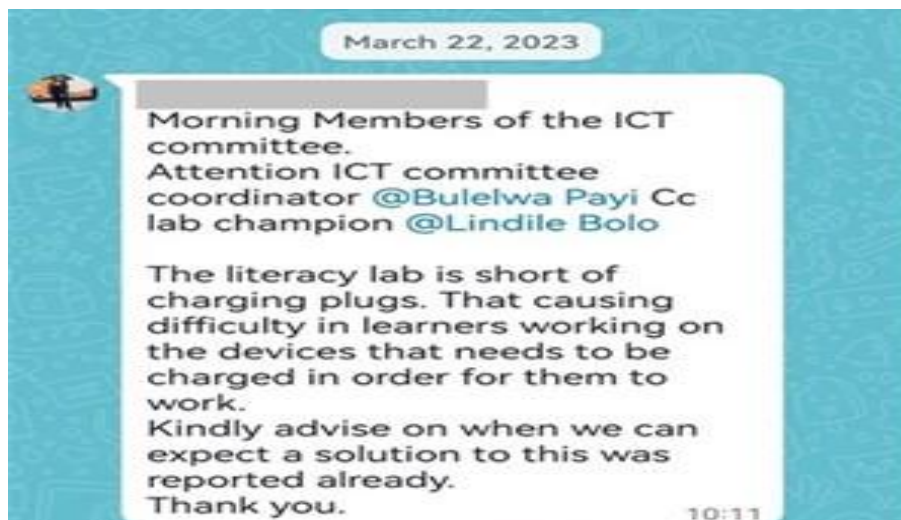 March 22, 2023
Morning Members of the ICT
committee.
Attention ICT committee
coordinator @Bulelwa Payi Cc
lab champion @Lindile Bolo
The literacy lab is short of
charging plugs. That causing
difficulty in learners working on
the devices that needs to be
charged in order for them to
work.
Kindly advise on when we can
expect a solution to this was
reported already.
Thank you.
10:11